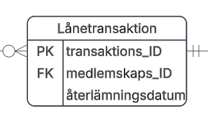 Lånetransaktion
PK transaktions_ID
FK medlemskaps_ID
återlämningsdatum